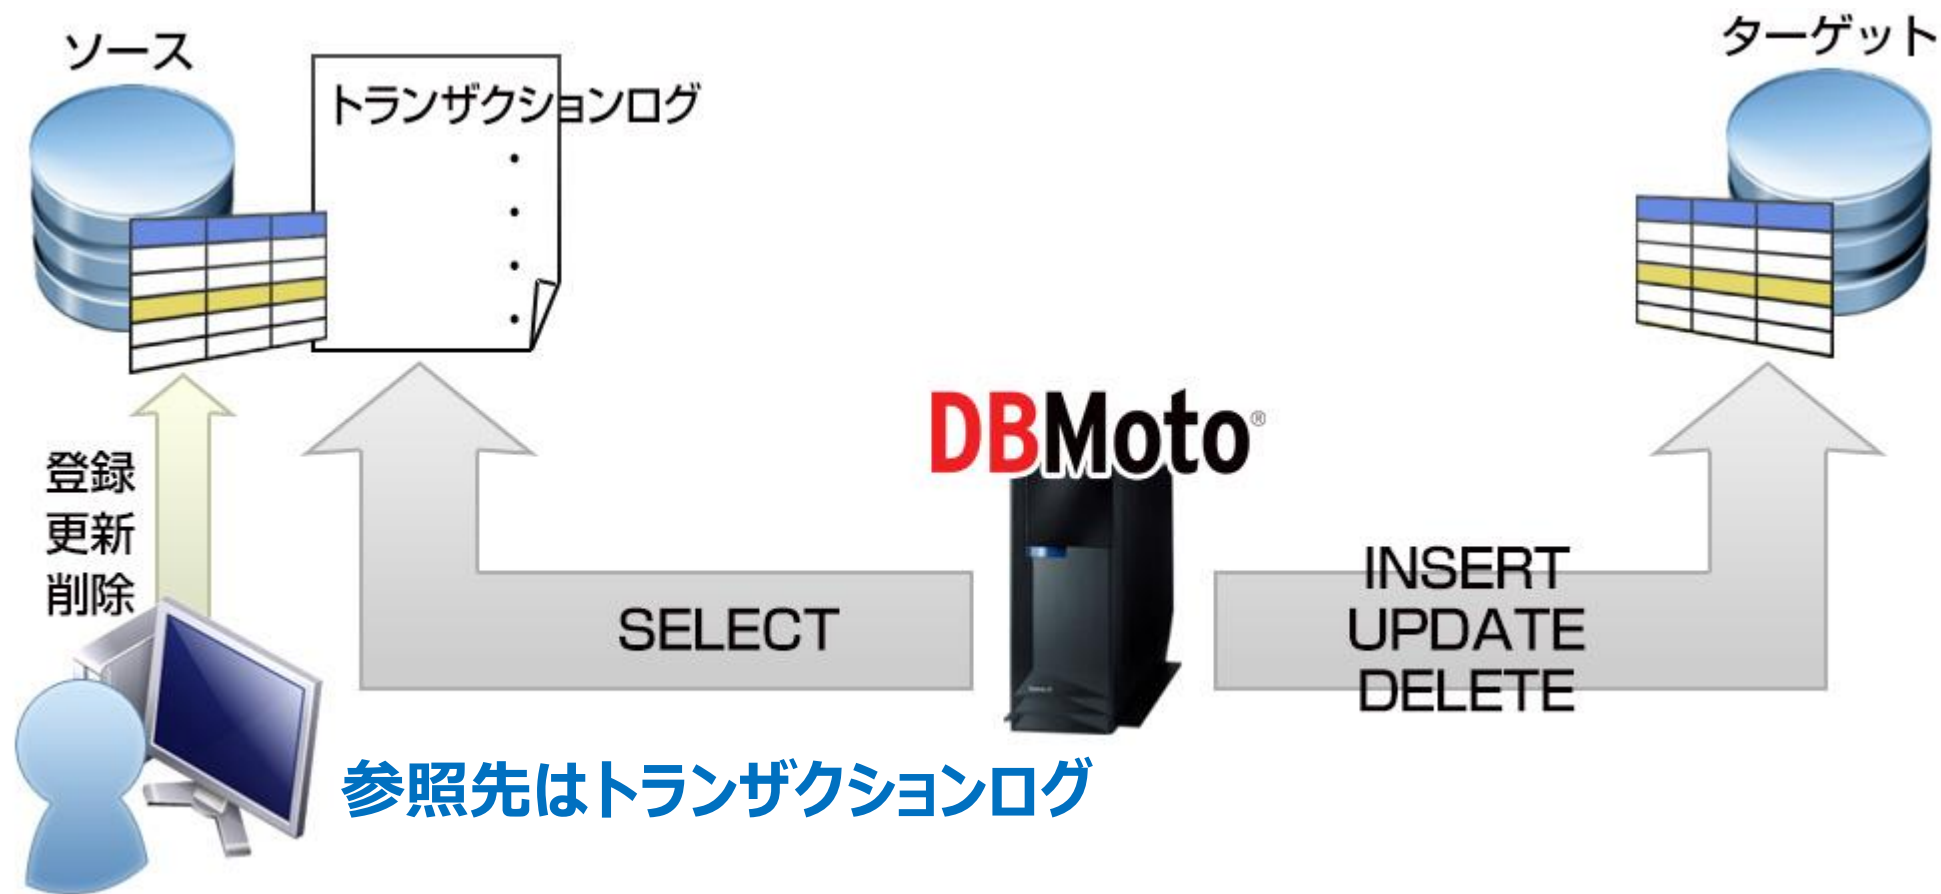 ソース
トランザクションログ
ターゲット
DBMoto®
登録
更新
削除
SELECT
INSERT
UPDATE
DELETE
参照先はトランザクションログ